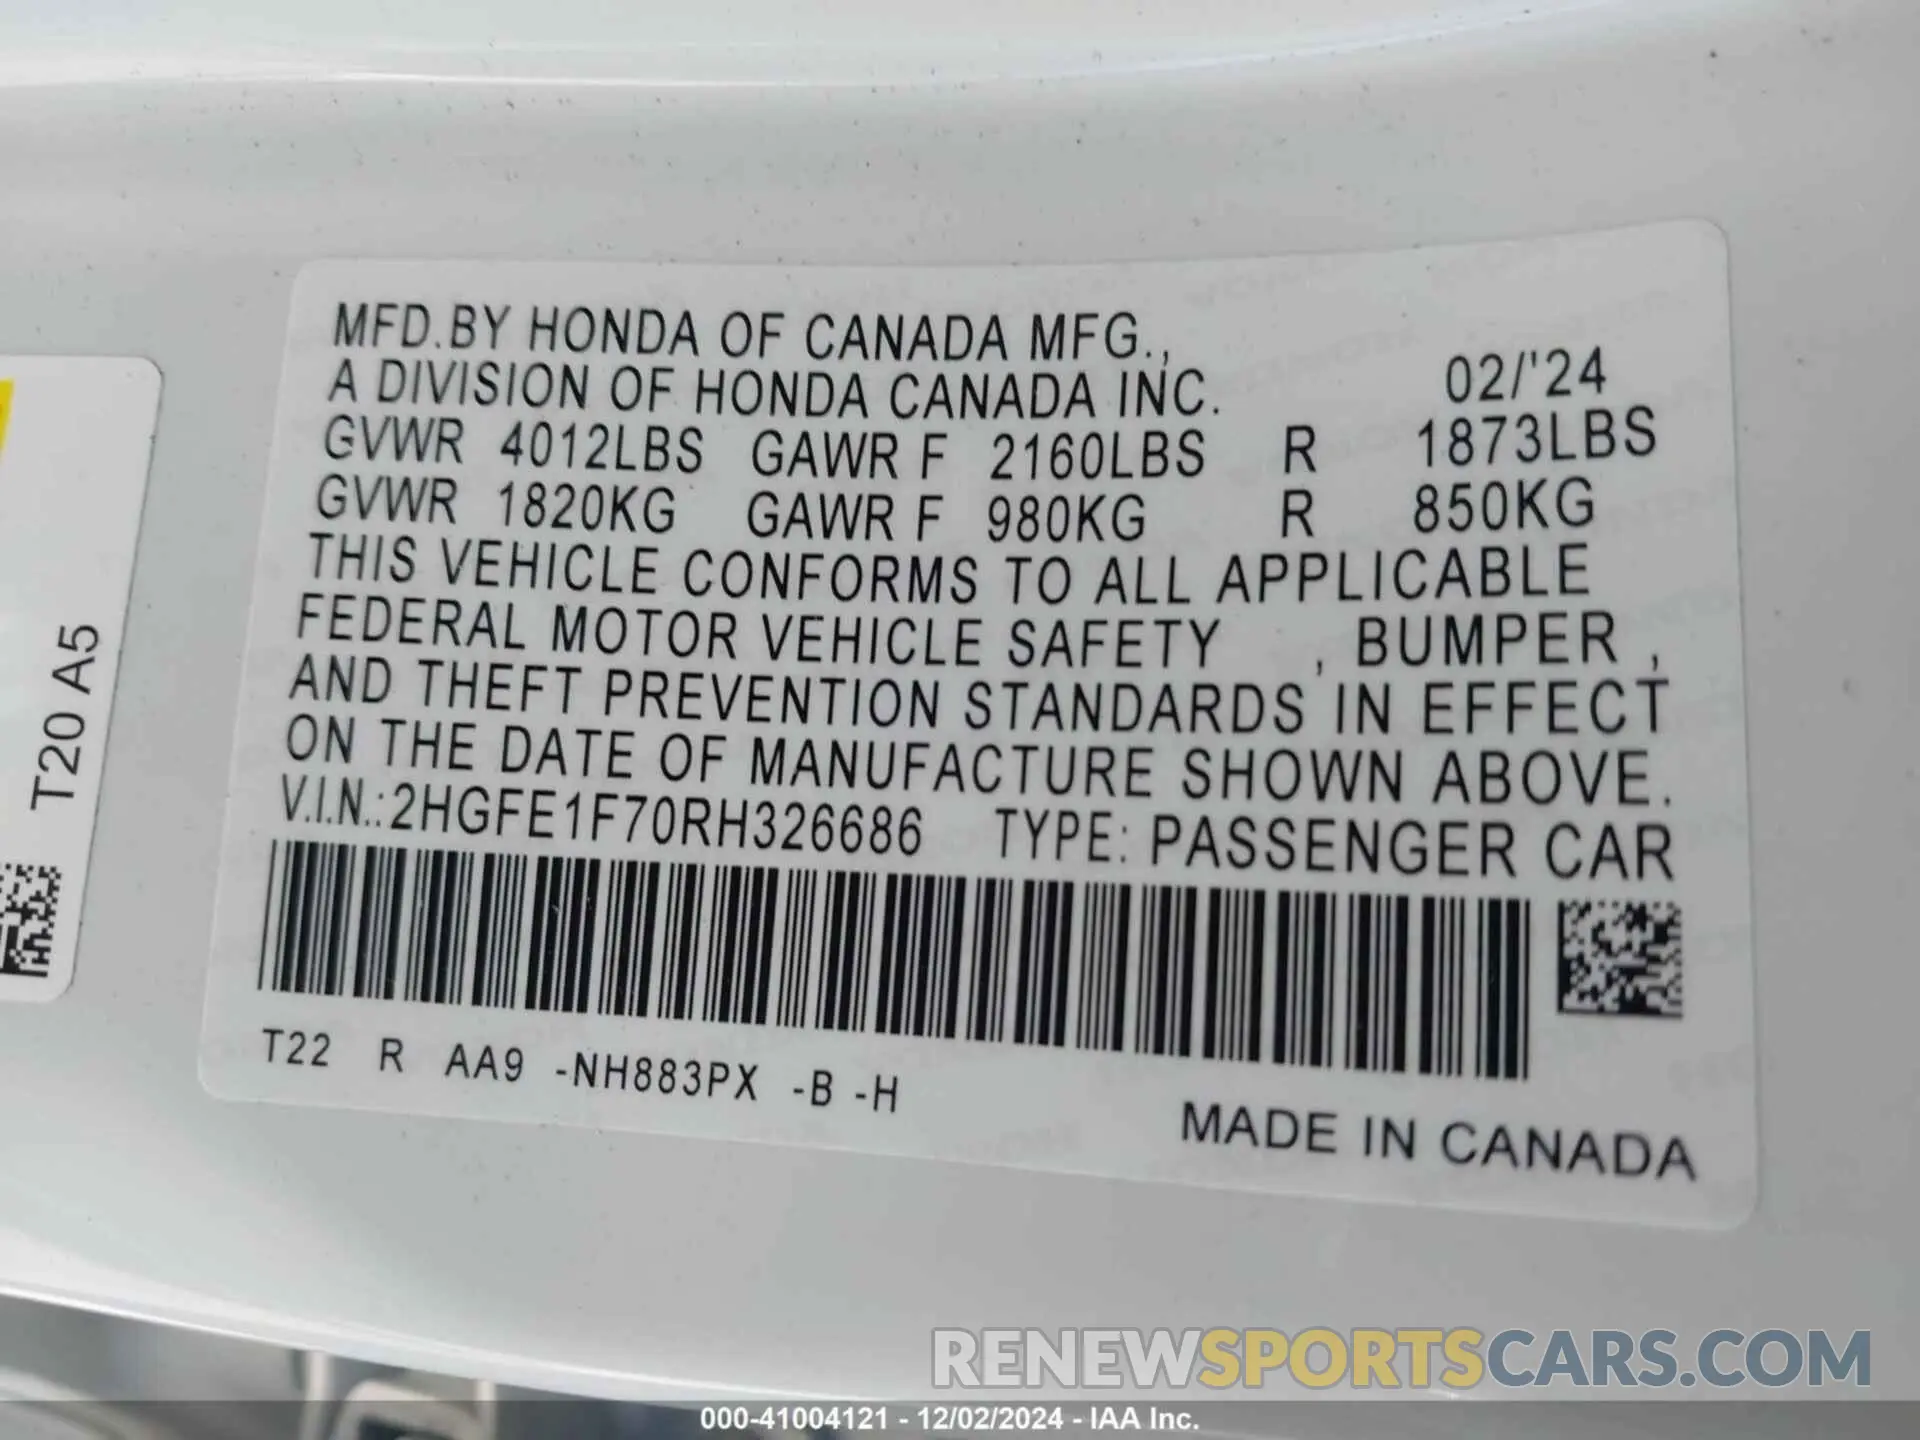 MFD.BY HONDA OF CANADA MFG.,
A DIVISION OF HONDA CANADA INC. 02/'24
GVWR 4012LBS GAWR F 2160LBS R 1873LBS
GVWR 1820KG GAWR F 980KG R 850KG
THIS VEHICLE CONFORMS TO ALL APPLICABLE
FEDERAL MOTOR VEHICLE SAFETY , BUMPER ,
AND THEFT PREVENTION STANDARDS IN EFFECT
ON THE DATE OF MANUFACTURE SHOWN ABOVE.
V.I.N.:2HGFE1F70RH326686 TYPE: PASSENGER CAR
T22 R AA9 -NH883PX -B -H
MADE IN CANADA
T20 A5
RENEWSPORTSCARS.COM
000-41004121 - 12/02/2024 - IAA Inc.